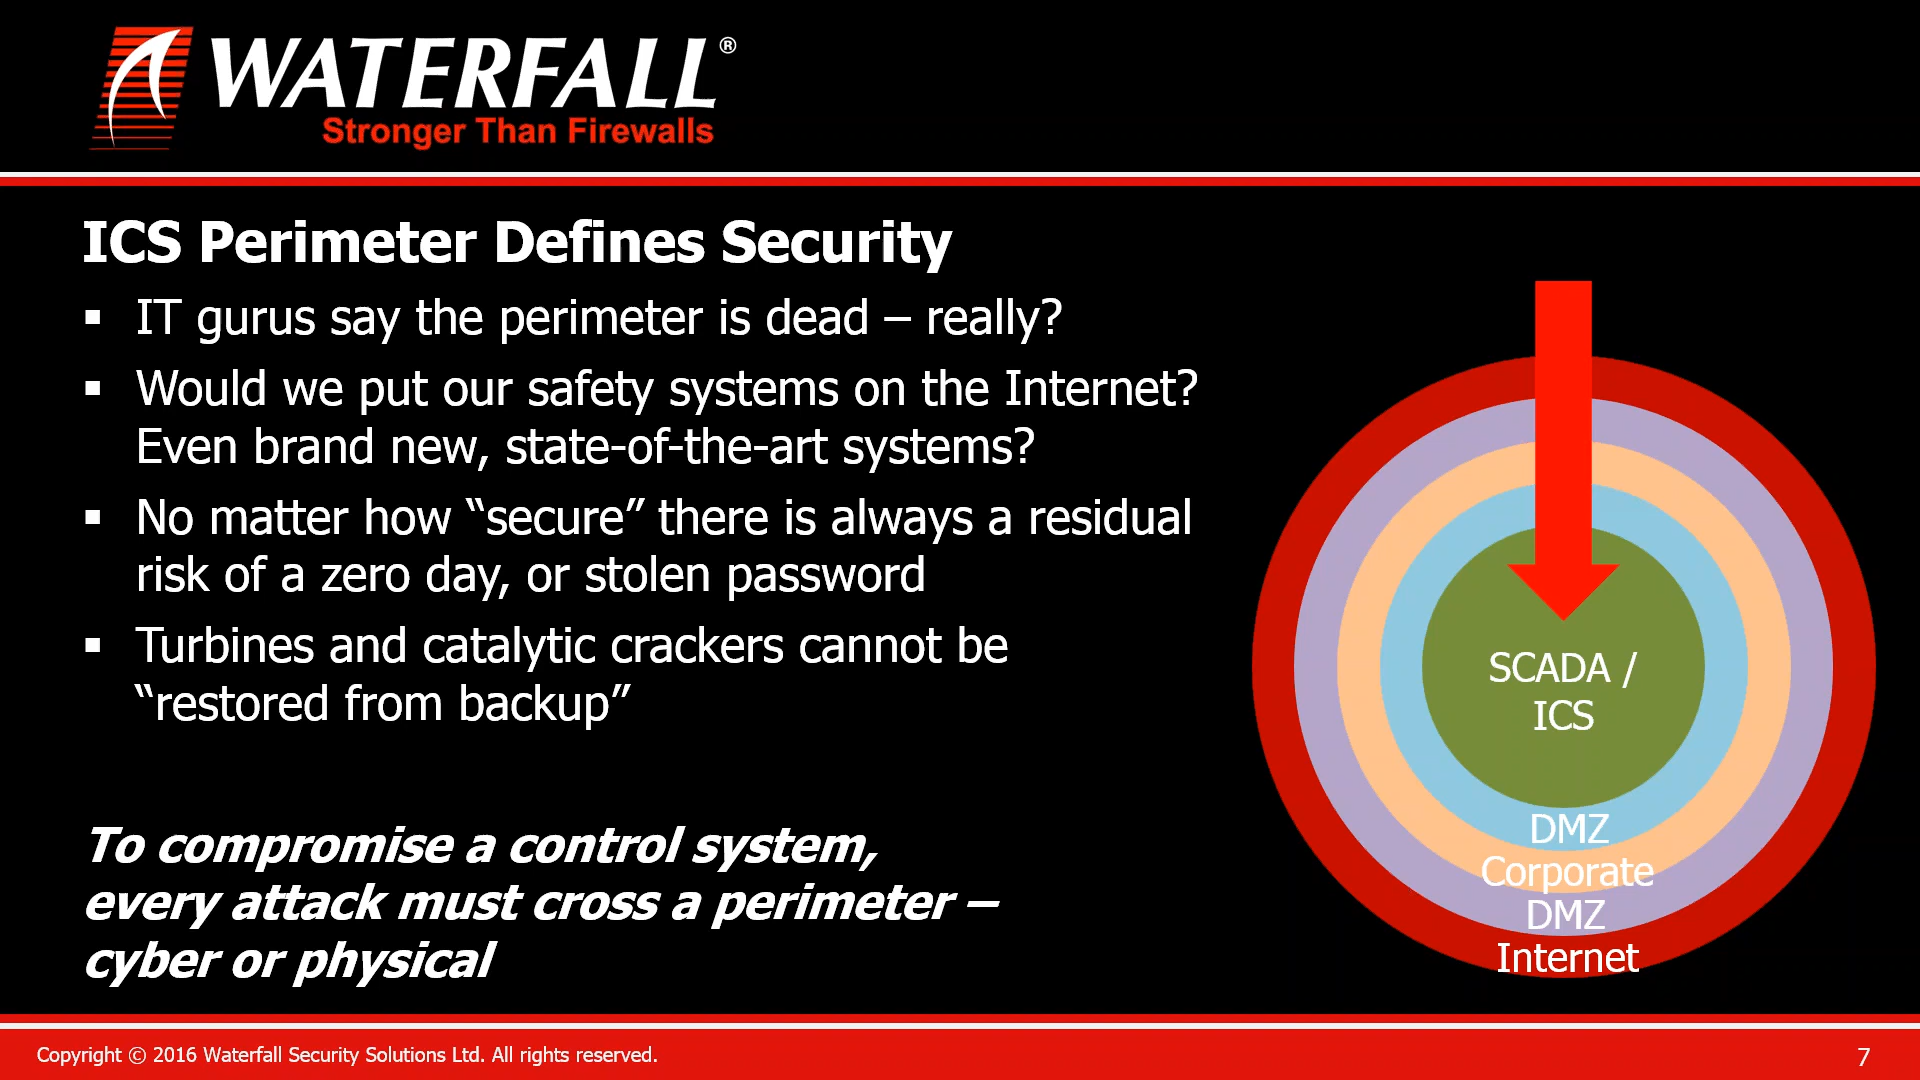 WATERFALL®
Stronger Than Firewalls
ICS Perimeter Defines Security
▪ IT gurus say the perimeter is dead – really?
▪ Would we put our safety systems on the Internet?
Even brand new, state-of-the-art systems?
▪ No matter how “secure” there is always a residual
risk of a zero day, or stolen password
▪ Turbines and catalytic crackers cannot be
“restored from backup”
To compromise a control system,
every attack must cross a perimeter –
cyber or physical
SCADA /
ICS
DMZ
Corporate
DMZ
Internet
Copyright © 2016 Waterfall Security Solutions Ltd. All rights reserved.
7